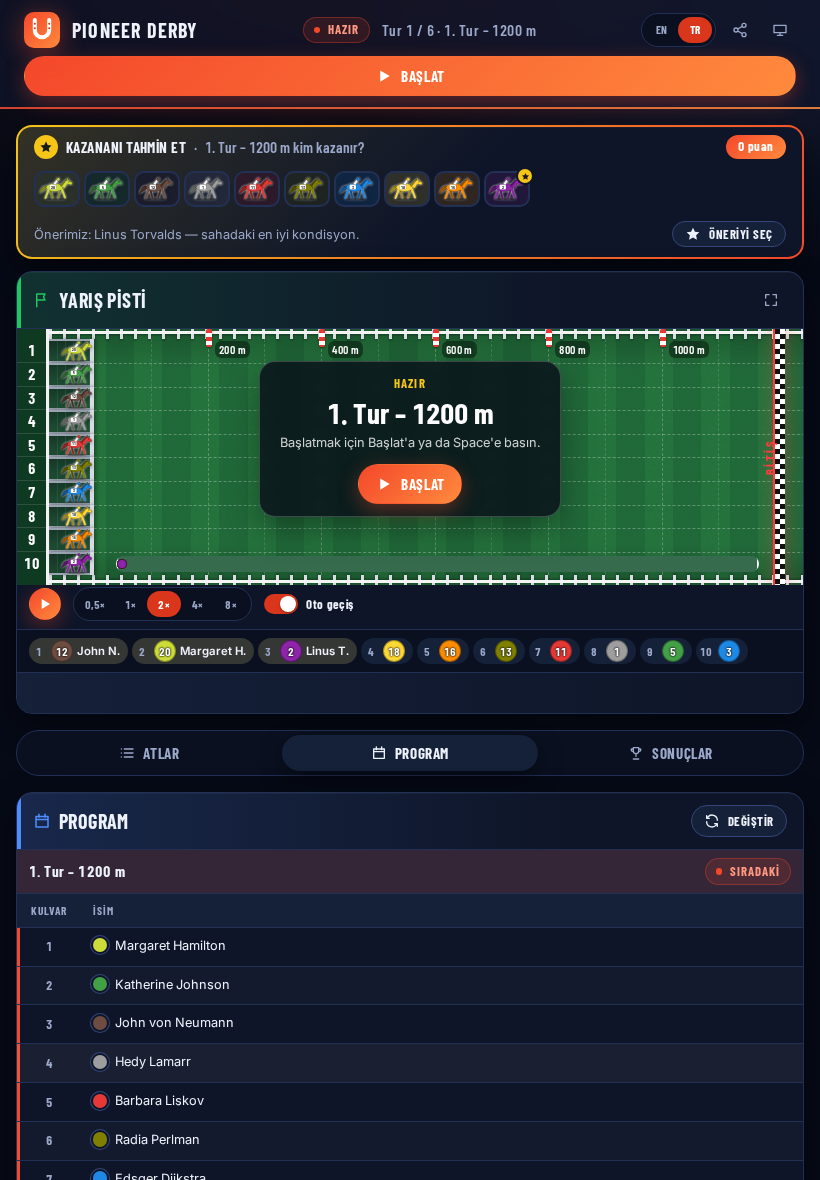 PIONEER DERBY
HAZIR
Tur 1 / 6 · 1. Tur – 1200 m
EN
TR
BAŞLAT
KAZANANI TAHMİN ET · 1. Tur – 1200 m kim kazanır?
0 puan
Önerimiz: Linus Torvalds — sahadaki en iyi kondisyon.
ÖNERİYİ SEÇ
YARIŞ PİSTİ
200 m
400 m
600 m
800 m
1000 m
1
2
3
4
5
6
7
8
9
10
HAZIR
1. Tur – 1200 m
Başlatmak için Başlat'a ya da Space'e basın.
BAŞLAT
BİTİŞ
0,5×
1×
2×
4×
8×
Oto geçiş
1 12 John N.
2 20 Margaret H.
3 2 Linus T.
4 18
5 16
6 13
7 11
8 1
9 5
10 3
ATLAR
PROGRAM
SONUÇLAR
PROGRAM
DEĞİŞTİR
1. Tur – 1200 m
SIRADAKİ
KULVAR İSİM
1 Margaret Hamilton
2 Katherine Johnson
3 John von Neumann
4 Hedy Lamarr
5 Barbara Liskov
6 Radia Perlman
7 Edsger Dijkstra